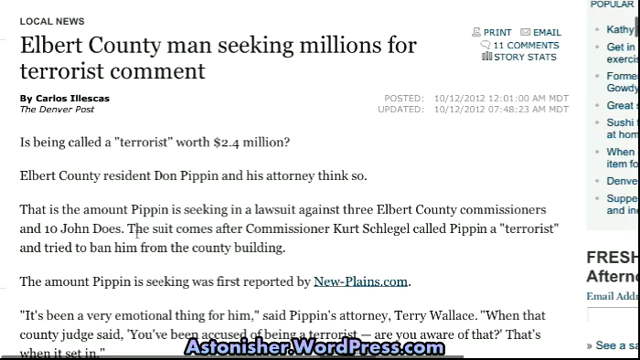 LOCAL NEWS
Elbert County man seeking millions for
terrorist comment
PRINT EMAIL
11 COMMENTS
STORY STATS
By Carlos Illescas
The Denver Post
POSTED: 10/12/2012 12:01:00 AM MDT
UPDATED: 10/12/2012 07:48:23 AM MDT
Is being called a "terrorist" worth $2.4 million?
Elbert County resident Don Pippin and his attorney think so.
That is the amount Pippin is seeking in a lawsuit against three Elbert County commissioners
and 10 John Does. The suit comes after Commissioner Kurt Schlegel called Pippin a "terrorist"
and tried to ban him from the county building.
The amount Pippin is seeking was first reported by New-Plains.com.
"It's been a very emotional thing for him," said Pippin's attorney, Terry Wallace. "When that
county judge said, 'You've been accused of being a terrorist — are you aware of that?' That's
when it set in."
POPULAR
Kathy
Get in
exercis
Former
Gowdy
Great s
Sushi
at hom
When
item fo
Denver
to ban
Denver
Suppe
and les
FRESH
Aftern
Email Addr
» See a sa
Astonisher.WordPress.com